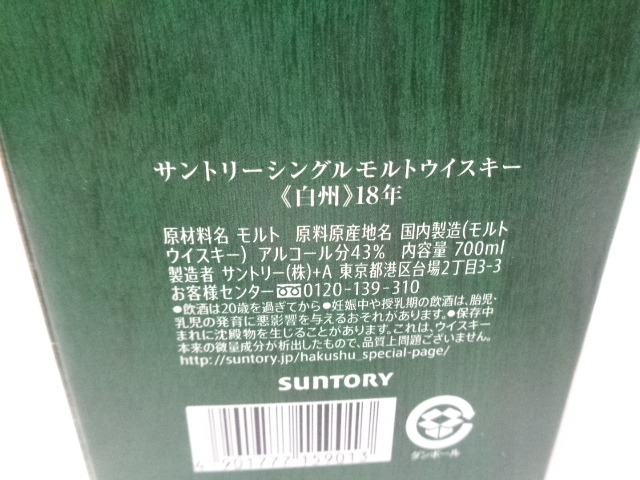 サントリーシングルモルトウイスキー
《白州》18年
原材料名 モルト 原料原産地名 国内製造(モルト
ウイスキー) アルコール分43% 内容量 700ml
製造者 サントリー(株)+A 東京都港区台場2丁目3-3
お客様センター 0120-139-310
●飲酒は20歳を過ぎてから●妊娠中や授乳期の飲酒は、胎児・
乳児の発育に悪影響を与えるおそれがあります。●保存中
まれに沈殿物を生じることがあります。これは、ウイスキー
本来の微量成分が析出したもので、品質上問題ございません。
http://suntory.jp/hakushu_special-page/
SUNTORY
4 901777 159013
ダンボール